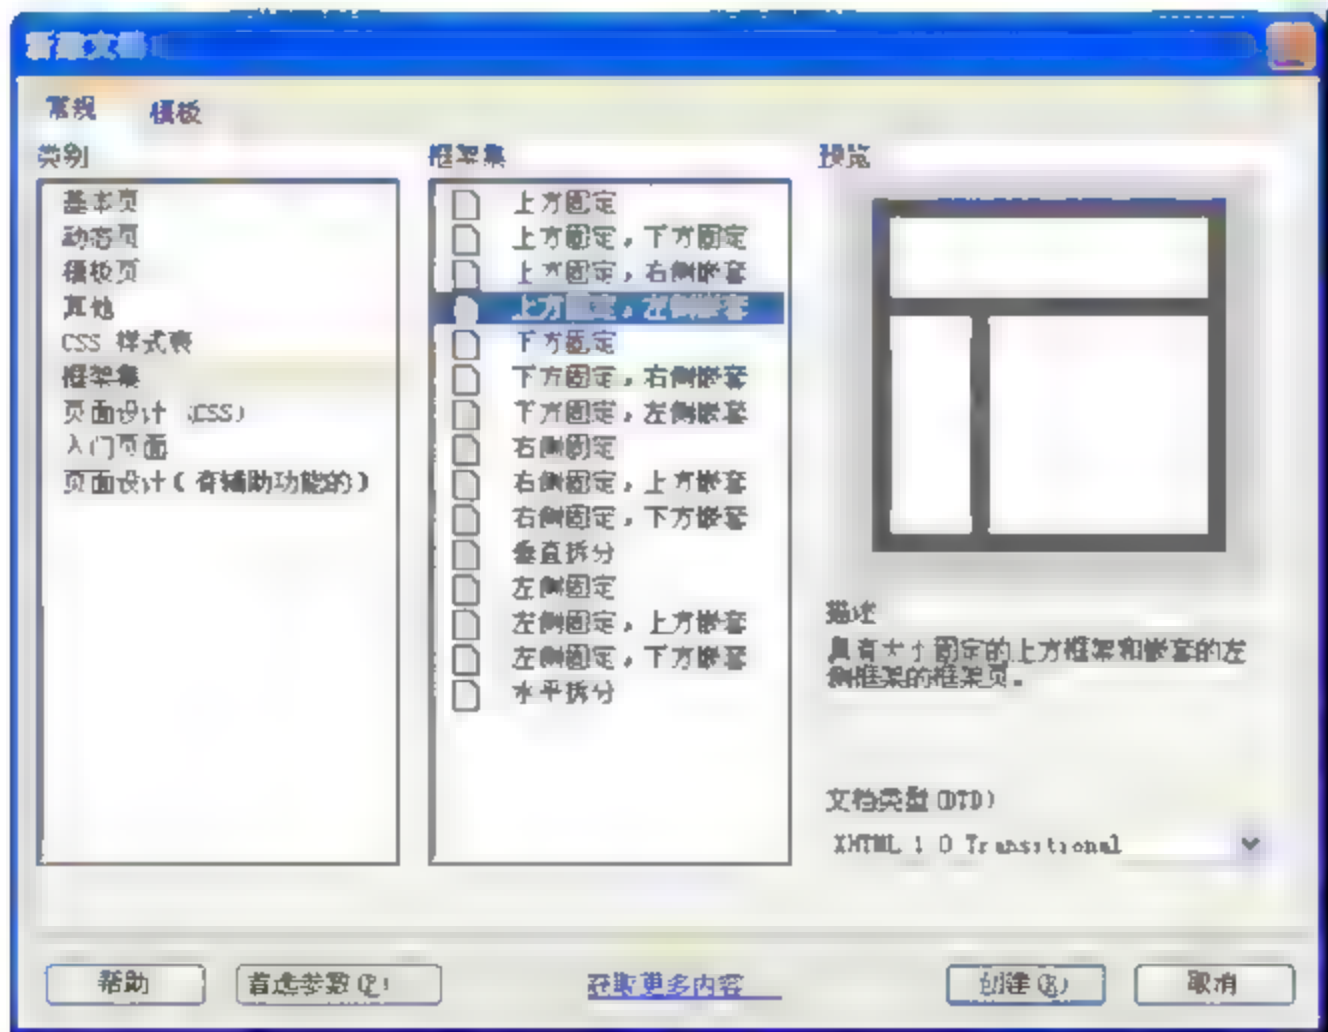 新建文档
常规
模板
类别
基本页
动态页
模板页
其他
CSS 样式表
框架集
页面设计 (CSS)
入门页面
页面设计(有辅助功能的)
框架集
上方固定
上方固定，下方固定
上方固定，右侧嵌套
上方固定，左侧嵌套
下方固定
下方固定，右侧嵌套
下方固定，左侧嵌套
右侧固定
右侧固定，上方嵌套
右侧固定，下方嵌套
垂直拆分
左侧固定
左侧固定，上方嵌套
左侧固定，下方嵌套
水平拆分
预览
描述
具有大小固定的上方框架和嵌套的左
侧框架的框架页。
文档类型(DTD)
XHTML 1.0 Transitional
帮助
首选参数(P)
获取更多内容
创建(R)
取消